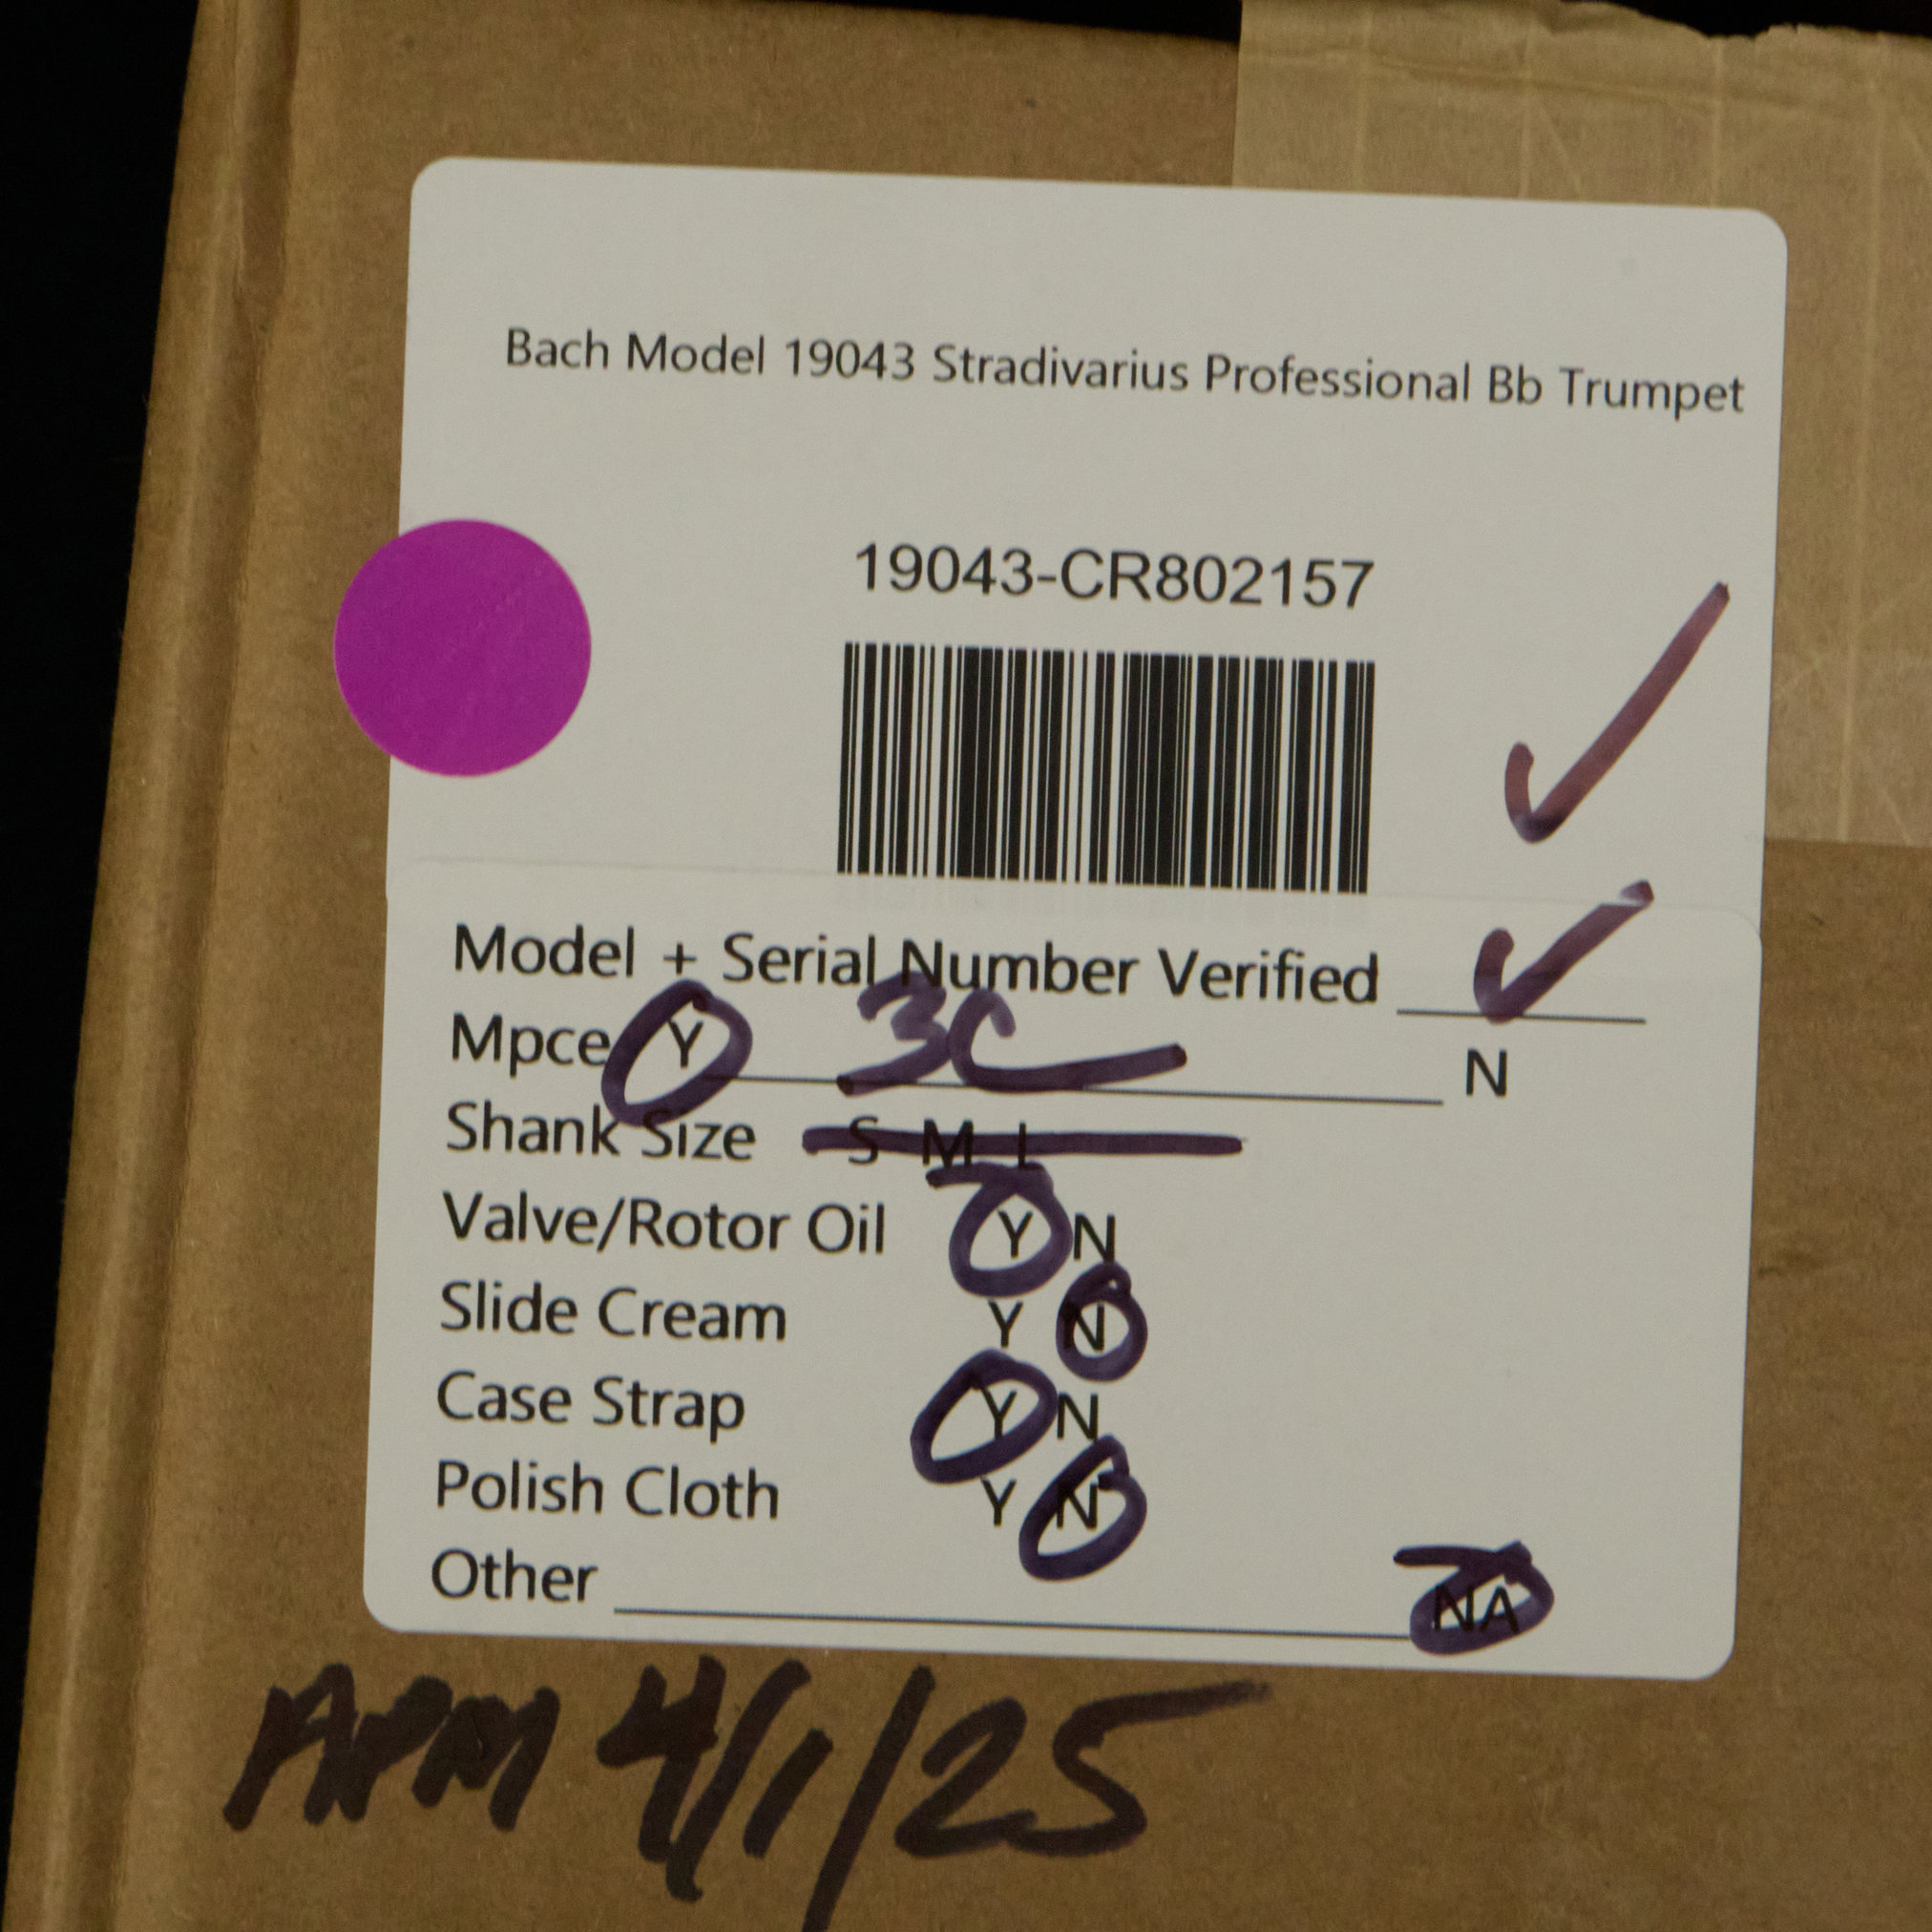 Bach Model 19043 Stradivarius Professional Bb Trumpet
19043-CR802157
Model + Serial Number Verified ✓
Mpce Y 3C N
Shank Size S M L
Valve/Rotor Oil Y N
Slide Cream Y N
Case Strap Y N
Polish Cloth Y N
Other NA
APM 4/1/25